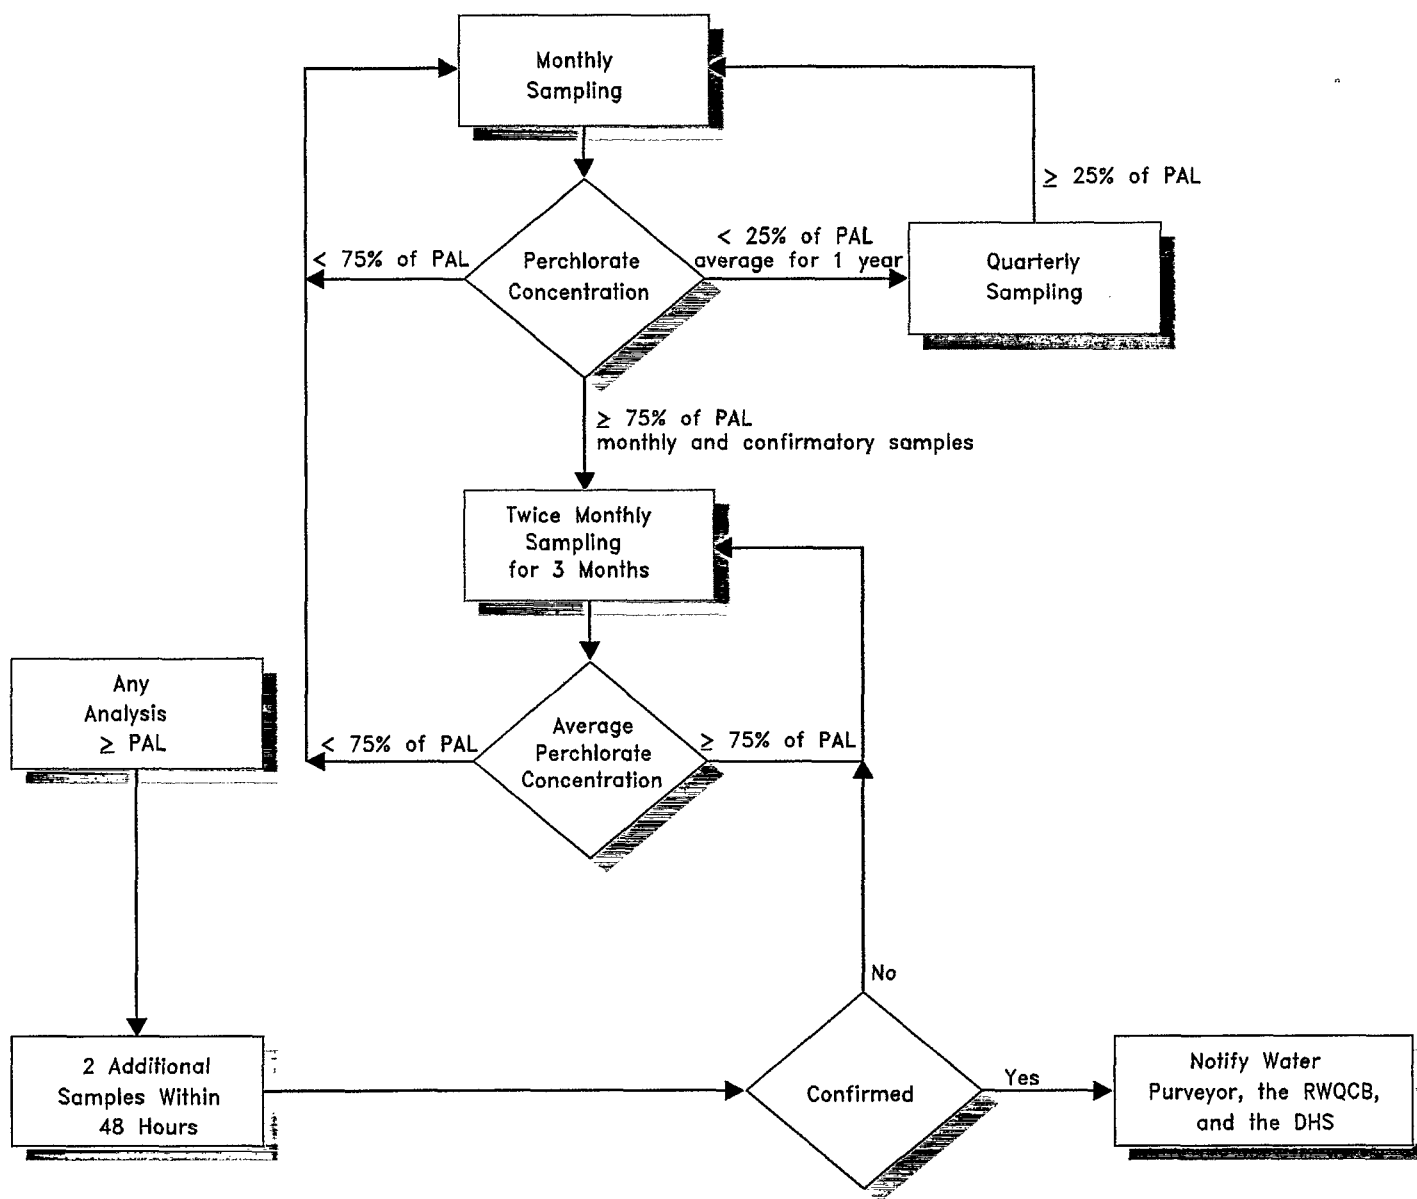 Monthly
Sampling
≥ 25% of PAL
< 75% of PAL
Perchlorate
Concentration
< 25% of PAL
average for 1 year
Quarterly
Sampling
≥ 75% of PAL
monthly and confirmatory samples
Twice Monthly
Sampling
for 3 Months
Any
Analysis
≥ PAL
< 75% of PAL
Average
Perchlorate
Concentration
≥ 75% of PAL
No
2 Additional
Samples Within
48 Hours
Confirmed
Yes
Notify Water
Purveyor, the RWQCB,
and the DHS